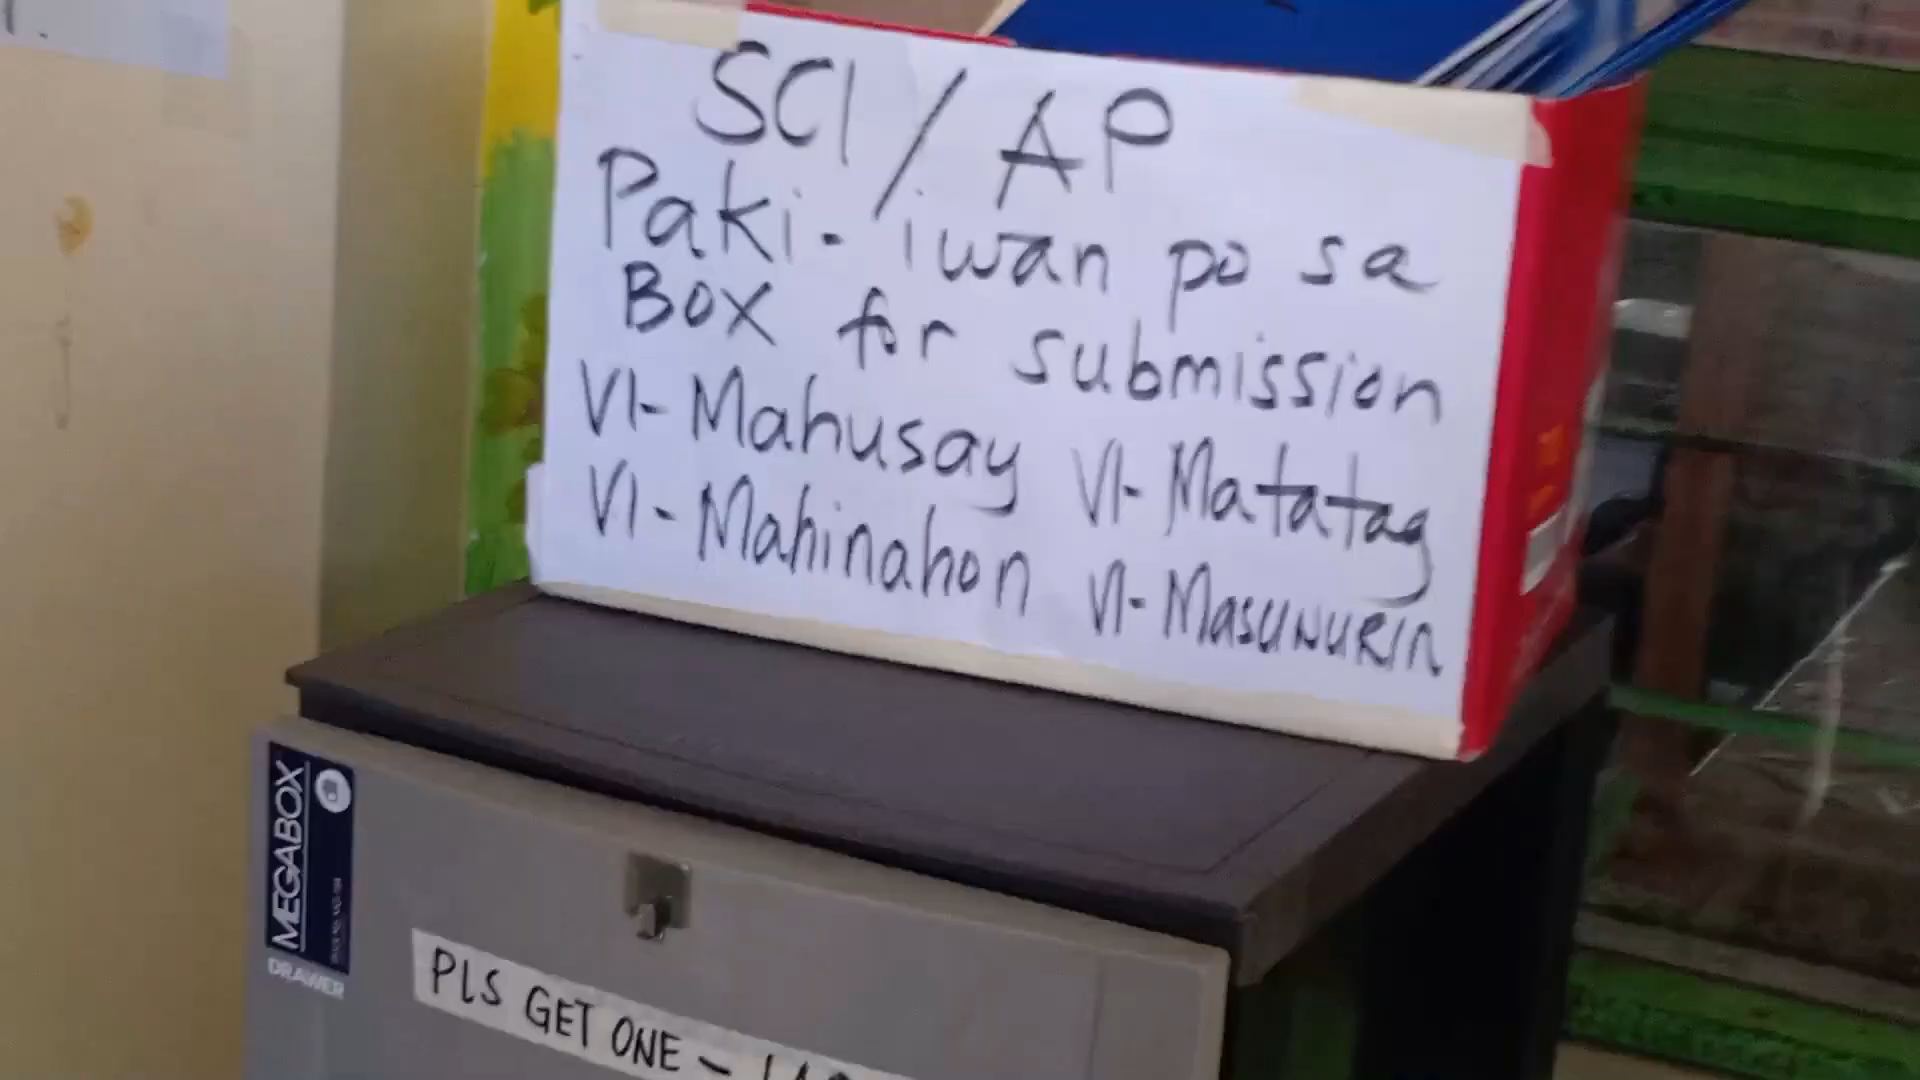 SCI / AP
Paki-iwan po sa
Box for submission
VI-Mahusay VI-Matatag
VI-Mahinahon VI-MASUNURIN
MEGABOX
DRAWER
PLS GET ONE -